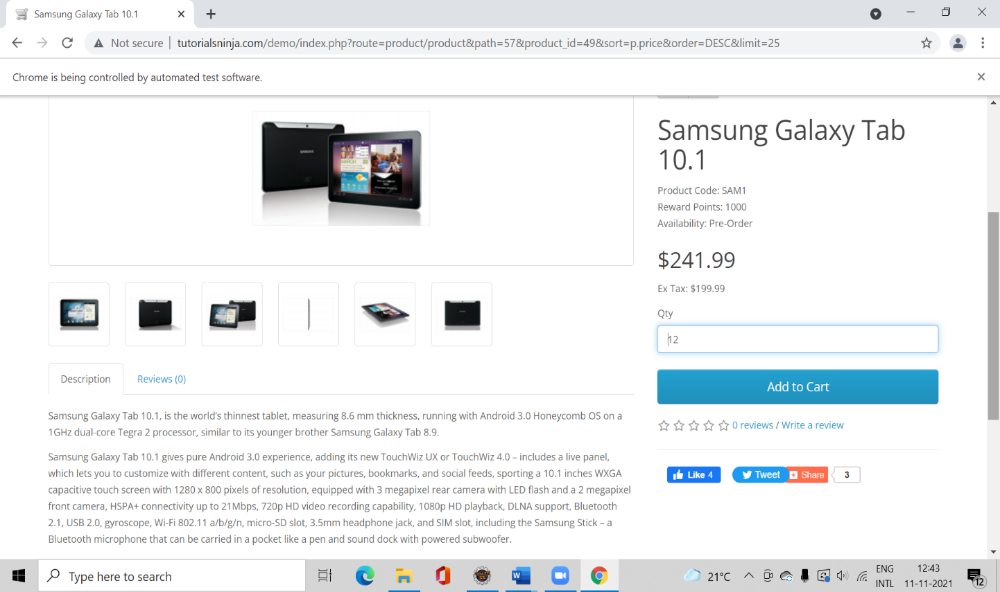 Samsung Galaxy Tab 10.1
Not secure tutorialsninja.com/demo/index.php?route=product/product&path=57&product_id=49&sort=p.price&order=DESC&limit=25
Chrome is being controlled by automated test software.
Samsung Galaxy Tab
10.1
Product Code: SAM1
Reward Points: 1000
Availability: Pre-Order
$241.99
Ex Tax: $199.99
Qty
12
Add to Cart
0 reviews / Write a review
Like 4 Tweet Share 3
Description Reviews (0)
Samsung Galaxy Tab 10.1, is the world’s thinnest tablet, measuring 8.6 mm thickness, running with Android 3.0 Honeycomb OS on a
1GHz dual-core Tegra 2 processor, similar to its younger brother Samsung Galaxy Tab 8.9.
Samsung Galaxy Tab 10.1 gives pure Android 3.0 experience, adding its new TouchWiz UX or TouchWiz 4.0 – includes a live panel,
which lets you to customize with different content, such as your pictures, bookmarks, and social feeds, sporting a 10.1 inches WXGA
capacitive touch screen with 1280 x 800 pixels of resolution, equipped with 3 megapixel rear camera with LED flash and a 2 megapixel
front camera, HSPA+ connectivity up to 21Mbps, 720p HD video recording capability, 1080p HD playback, DLNA support, Bluetooth
2.1, USB 2.0, gyroscope, Wi-Fi 802.11 a/b/g/n, micro-SD slot, 3.5mm headphone jack, and SIM slot, including the Samsung Stick – a
Bluetooth microphone that can be carried in a pocket like a pen and sound dock with powered subwoofer.
Type here to search
21°C
ENG
INTL
12:43
11-11-2021
12